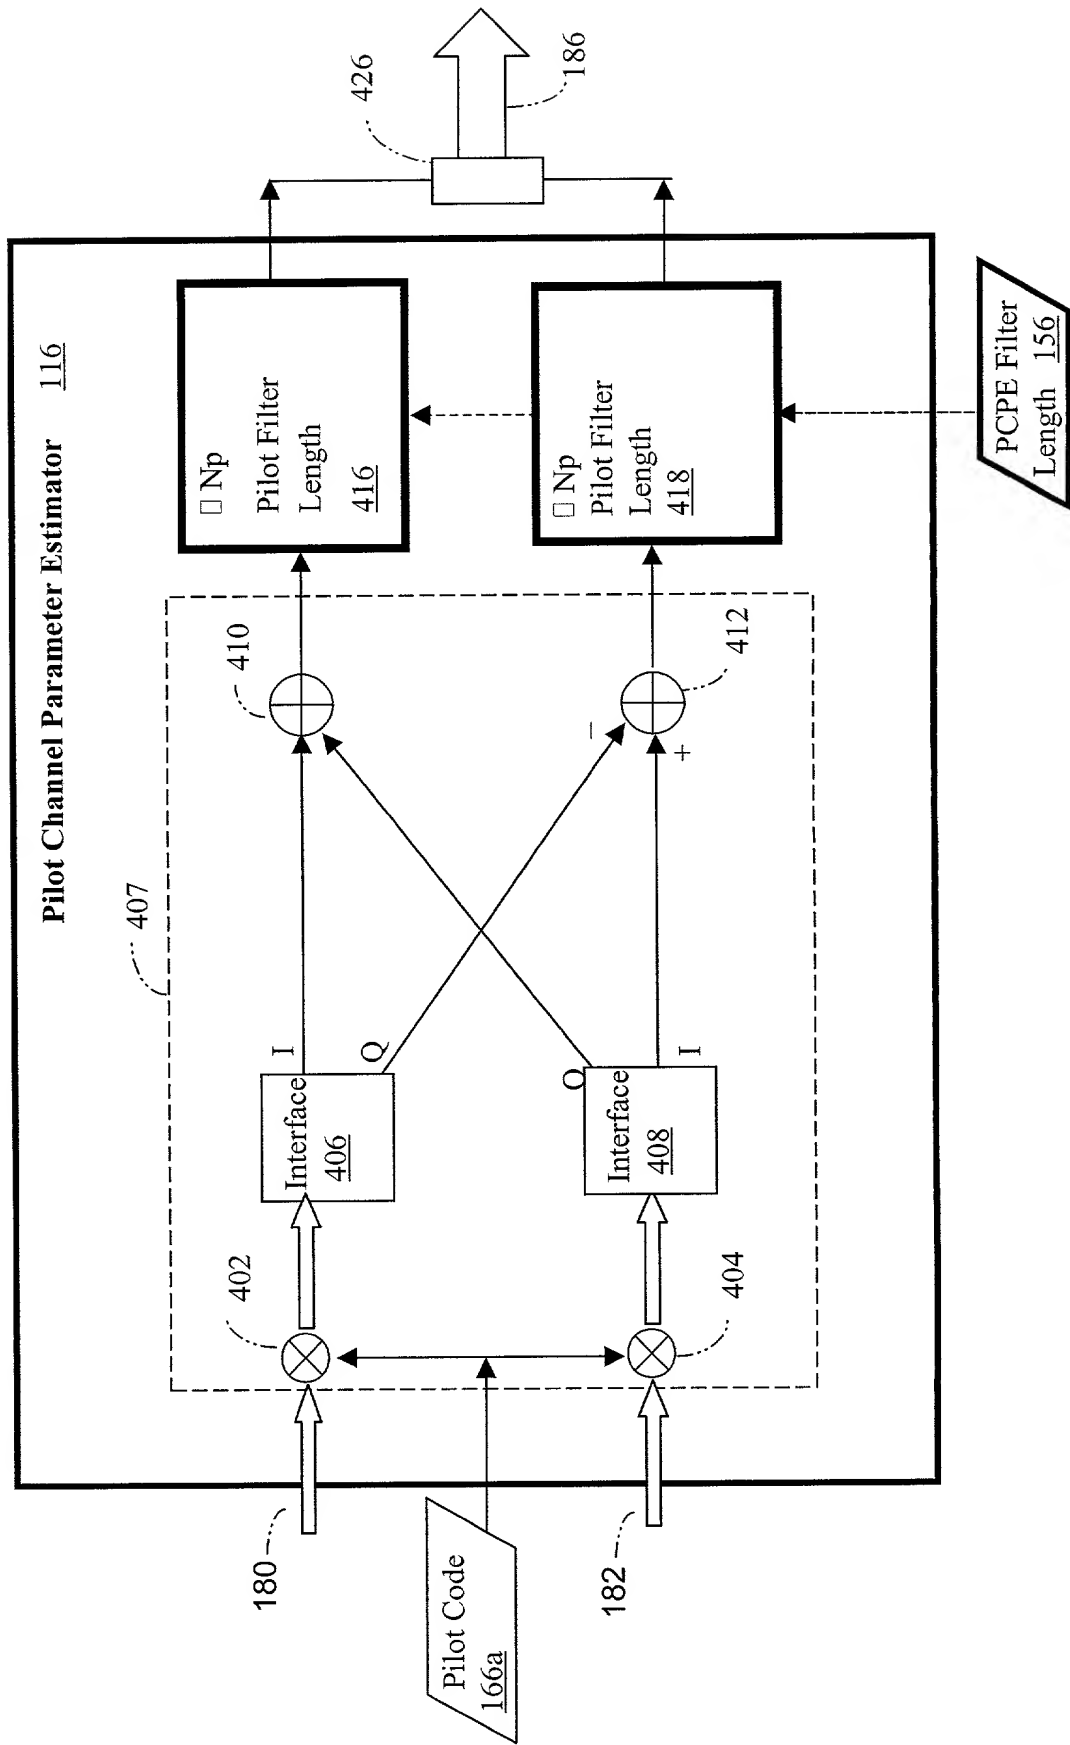 Pilot Channel Parameter Estimator 116
407
180
182
Pilot Code
166a
402
404
Interface
406
I
Q
Interface
408
Q
I
410
412
−
+
□ Np
Pilot Filter
Length
416
□ Np
Pilot Filter
Length
418
426
186
PCPE Filter
Length 156